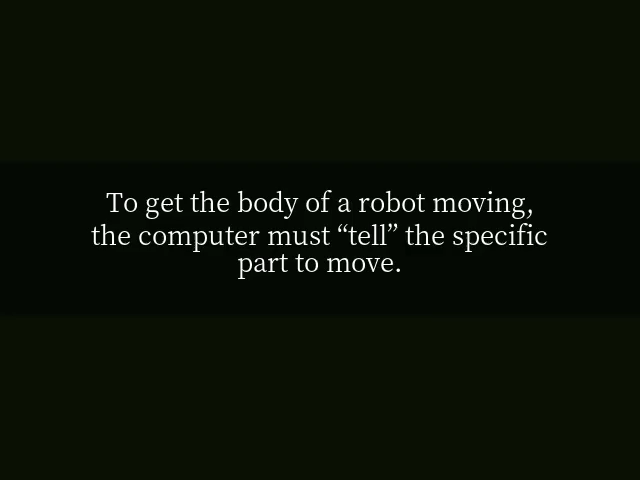 To get the body of a robot moving,
the computer must “tell” the specific
part to move.